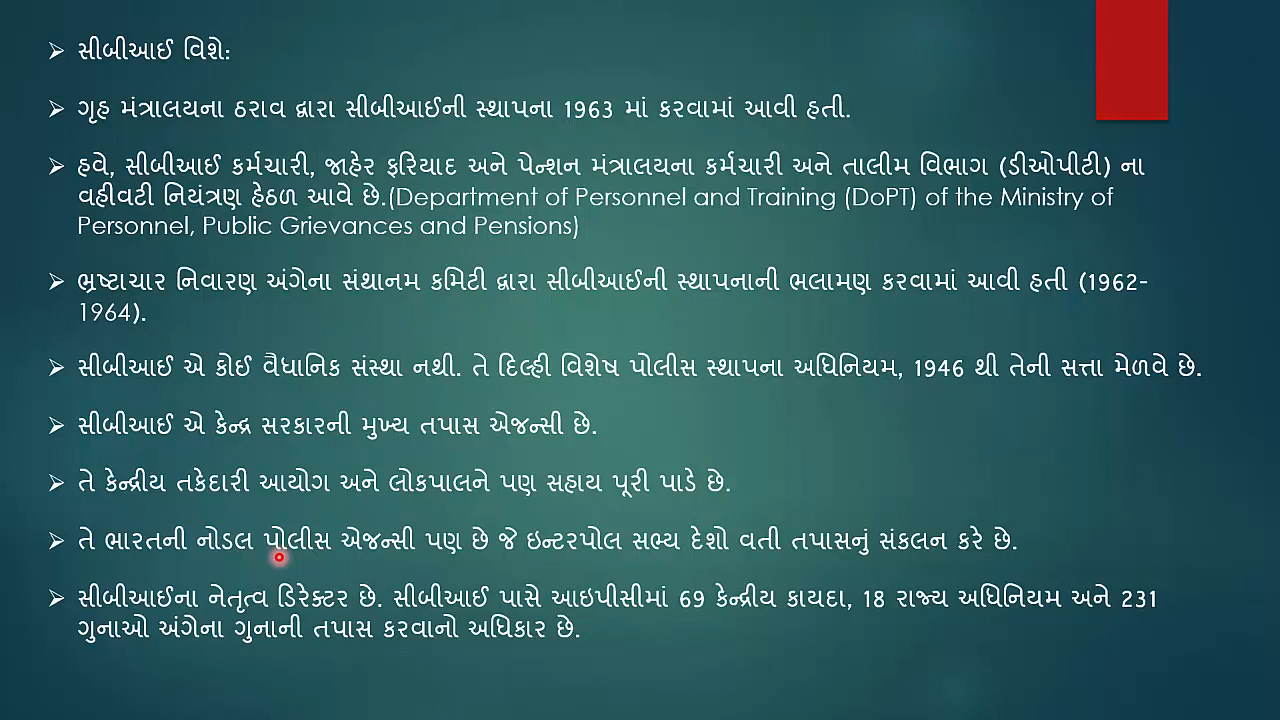 ➢ સીબીઆઈ વિશે:
➢ ગૃહ મંત્રાલયના ઠરાવ દ્વારા સીબીઆઈની સ્થાપના 1963 માં કરવામાં આવી હતી.
➢ હવે, સીબીઆઈ કર્મચારી, જાહેર ફરિયાદ અને પેન્શન મંત્રાલયના કર્મચારી અને તાલીમ વિભાગ (ડીઓપીટી) ના
વહીવટી નિયંત્રણ હેઠળ આવે છે.(Department of Personnel and Training (DoPT) of the Ministry of
Personnel, Public Grievances and Pensions)
➢ ભ્રષ્ટાચાર નિવારણ અંગેના સંથાનમ કમિટી દ્વારા સીબીઆઈની સ્થાપનાની ભલામણ કરવામાં આવી હતી (1962-
1964).
➢ સીબીઆઈ એ કોઈ વૈધાનિક સંસ્થા નથી. તે દિલ્હી વિશેષ પોલીસ સ્થાપના અધિનિયમ, 1946 થી તેની સત્તા મેળવે છે.
➢ સીબીઆઈ એ કેન્દ્ર સરકારની મુખ્ય તપાસ એજન્સી છે.
➢ તે કેન્દ્રીય તકેદારી આયોગ અને લોકપાલને પણ સહાય પૂરી પાડે છે.
➢ તે ભારતની નોડલ પોલીસ એજન્સી પણ છે જે ઇન્ટરપોલ સભ્ય દેશો વતી તપાસનું સંકલન કરે છે.
➢ સીબીઆઈના નેતૃત્વ ડિરેક્ટર છે. સીબીઆઈ પાસે આઇપીસીમાં 69 કેન્દ્રીય કાયદા, 18 રાજ્ય અધિનિયમ અને 231
ગુનાઓ અંગેના ગુનાની તપાસ કરવાનો અધિકાર છે.